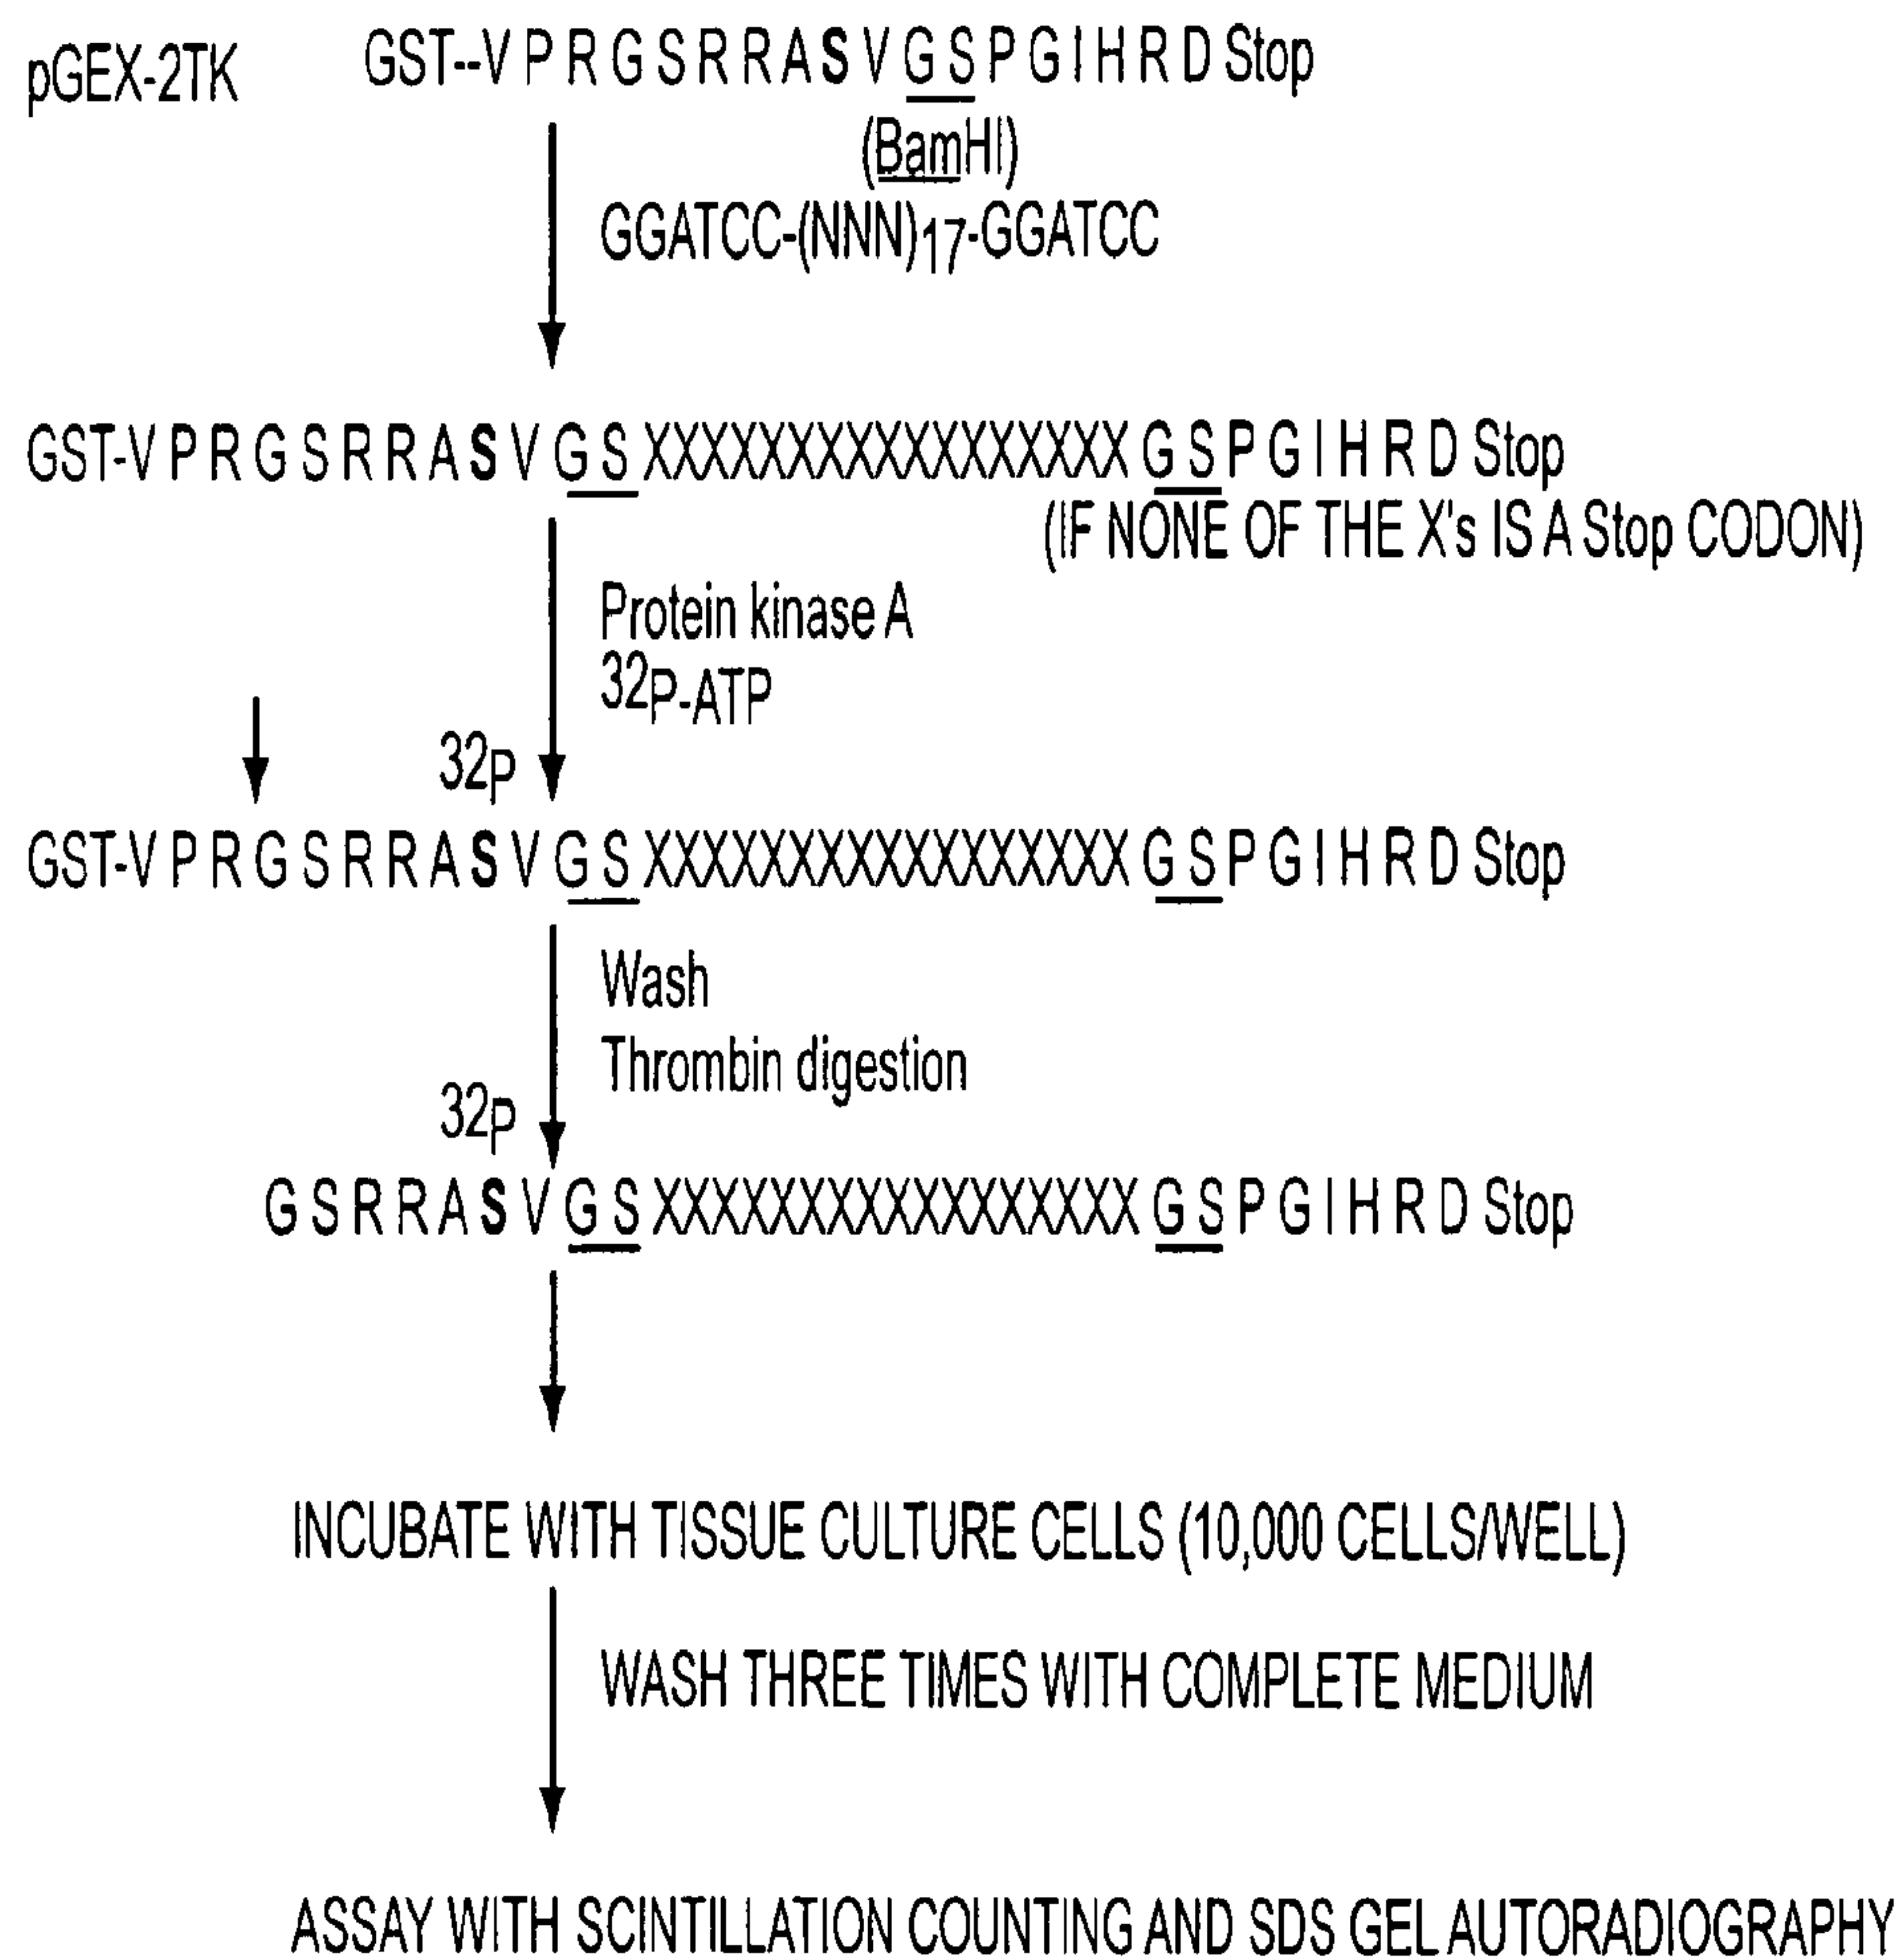 pGEX-2TK GST--V P R G S R R A S V G S P G I H R D Stop
(BamHI)
GGATCC-(NNN)17-GGATCC
GST-V P R G S R R A S V G S XXXXXXXXXXXXXXXXX G S P G I H R D Stop
(IF NONE OF THE X's IS A Stop CODON)
Protein kinase A
32P-ATP
32P
GST-V P R G S R R A S V G S XXXXXXXXXXXXXXXXX G S P G I H R D Stop
Wash
Thrombin digestion
32P
G S R R A S V G S XXXXXXXXXXXXXXXXX G S P G I H R D Stop
INCUBATE WITH TISSUE CULTURE CELLS (10,000 CELLS/WELL)
WASH THREE TIMES WITH COMPLETE MEDIUM
ASSAY WITH SCINTILLATION COUNTING AND SDS GEL AUTORADIOGRAPHY